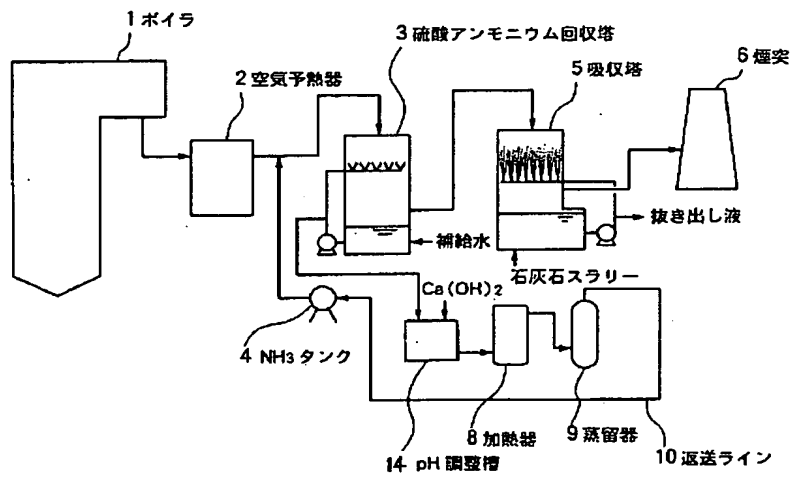 1 ボイラ
2 空気予熱器
3 硫酸アンモニウム回収塔
5 吸収塔
6 煙突
補給水
抜き出し液
石灰石スラリー
Ca(OH)2
4 NH3 タンク
8 加熱器
9 蒸留器
10 返送ライン
14 pH 調整槽